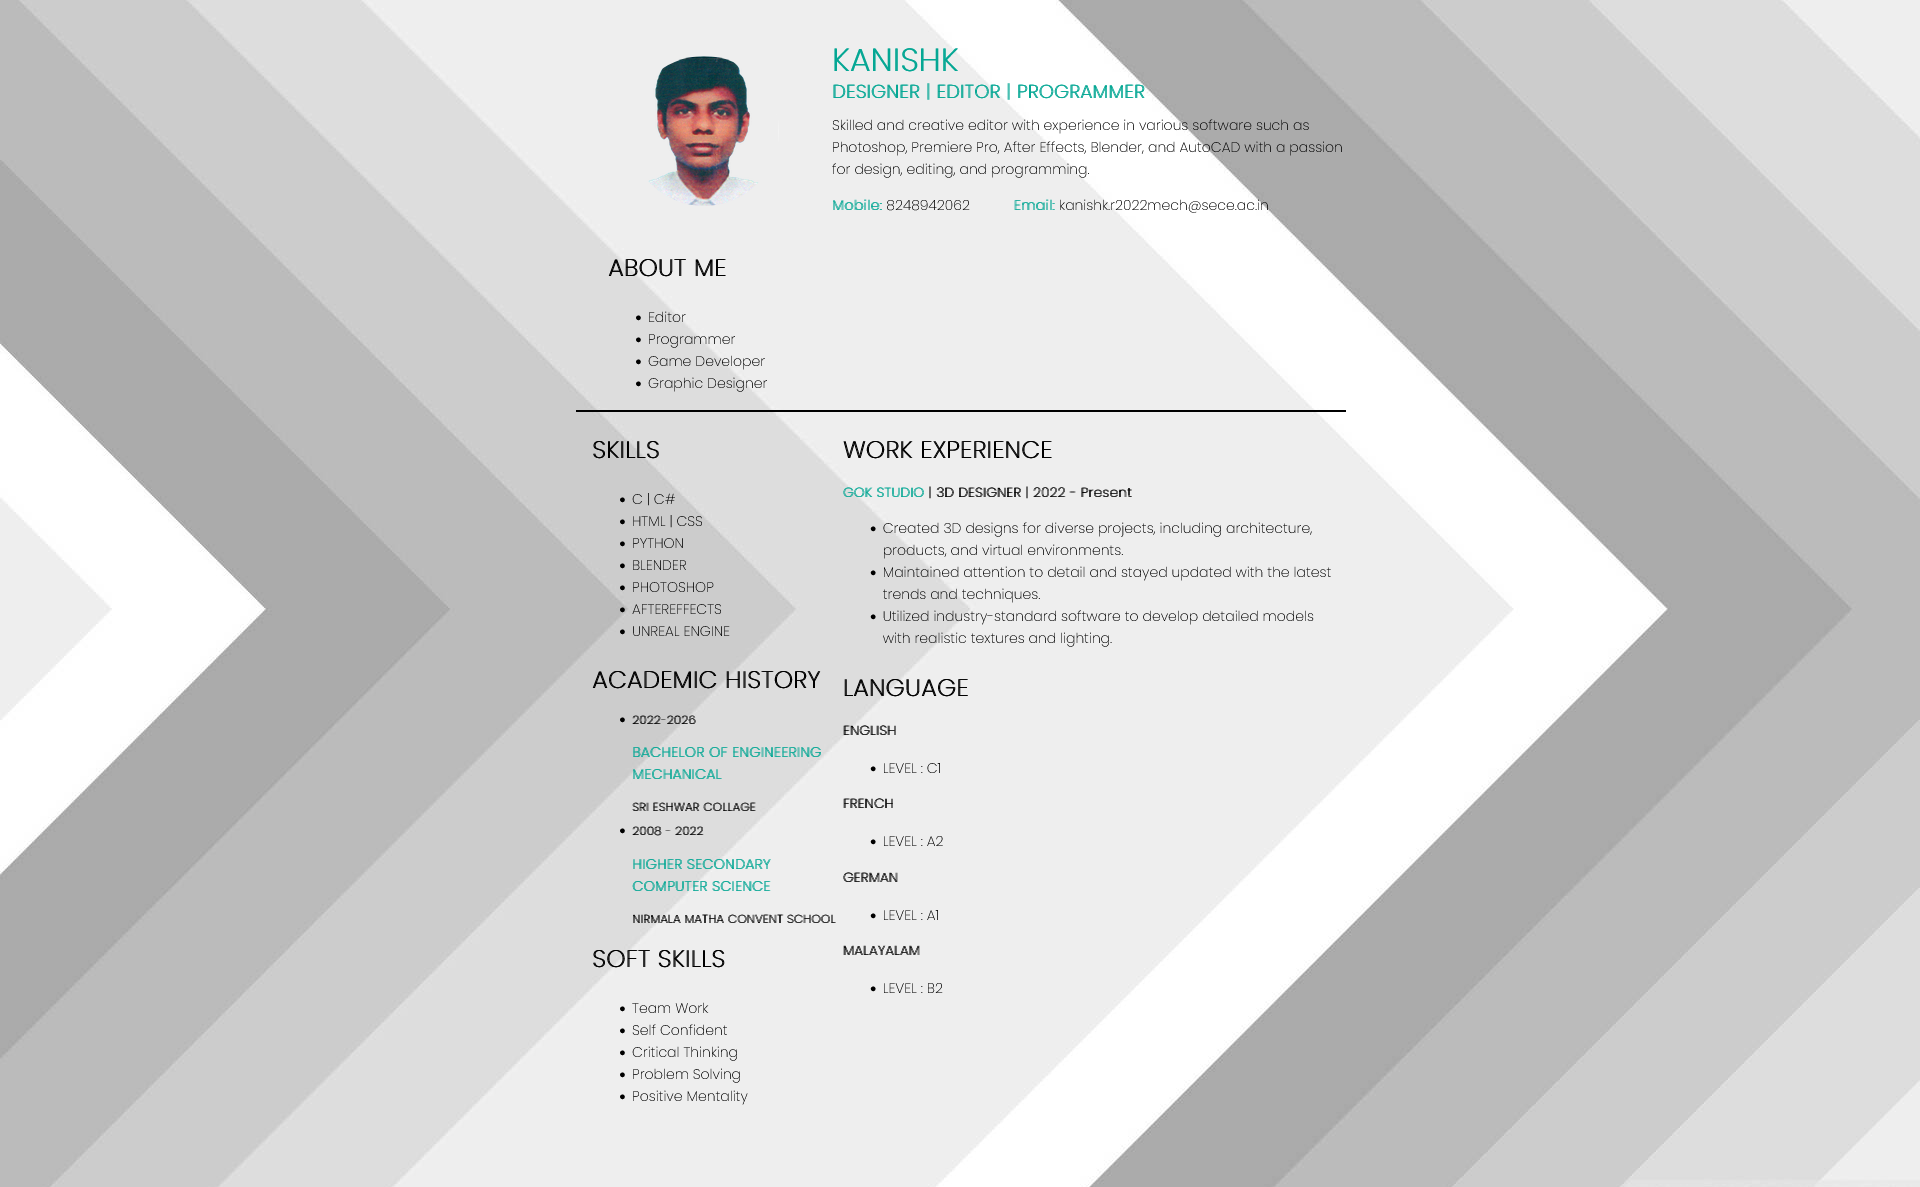 KANISHK
DESIGNER | EDITOR | PROGRAMMER
Skilled and creative editor with experience in various software such as
Photoshop, Premiere Pro, After Effects, Blender, and AutoCAD with a passion
for design, editing, and programming.
Mobile: 8248942062 Email: kanishk.r2022mech@sece.ac.in
ABOUT ME
• Editor
• Programmer
• Game Developer
• Graphic Designer
SKILLS
• C | C#
• HTML | CSS
• PYTHON
• BLENDER
• PHOTOSHOP
• AFTEREFFECTS
• UNREAL ENGINE
ACADEMIC HISTORY
• 2022-2026
BACHELOR OF ENGINEERING
MECHANICAL
SRI ESHWAR COLLAGE
• 2008 - 2022
HIGHER SECONDARY
COMPUTER SCIENCE
NIRMALA MATHA CONVENT SCHOOL
SOFT SKILLS
• Team Work
• Self Confident
• Critical Thinking
• Problem Solving
• Positive Mentality
WORK EXPERIENCE
GOK STUDIO | 3D DESIGNER | 2022 - Present
• Created 3D designs for diverse projects, including architecture,
products, and virtual environments.
• Maintained attention to detail and stayed updated with the latest
trends and techniques.
• Utilized industry-standard software to develop detailed models
with realistic textures and lighting.
LANGUAGE
ENGLISH
• LEVEL : C1
FRENCH
• LEVEL : A2
GERMAN
• LEVEL : A1
MALAYALAM
• LEVEL : B2